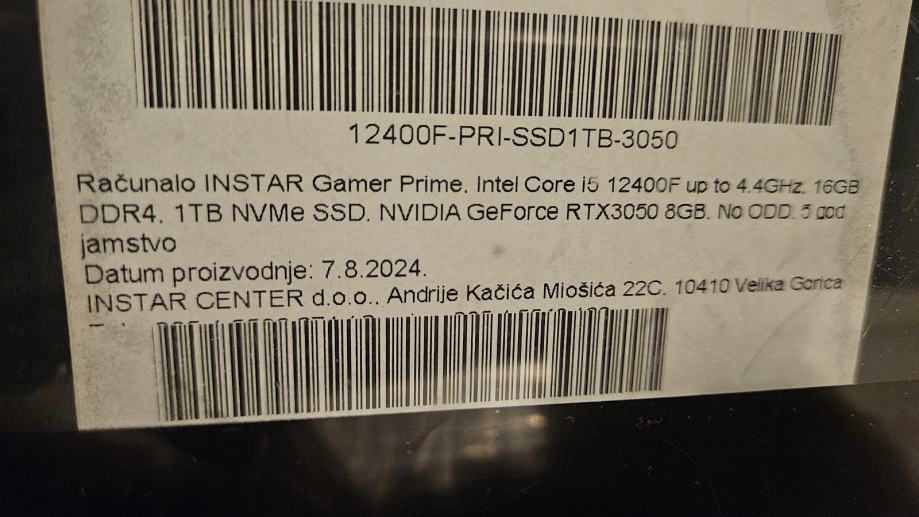 12400F-PRI-SSD1TB-3050
Računalo INSTAR Gamer Prime, Intel Core i5 12400F up to 4.4GHz, 16GB
DDR4, 1TB NVMe SSD, NVIDIA GeForce RTX3050 8GB, No ODD, 5 god
jamstvo
Datum proizvodnje: 7.8.2024.
INSTAR CENTER d.o.o., Andrije Kačića Miošića 22C, 10410 Velika Gorica